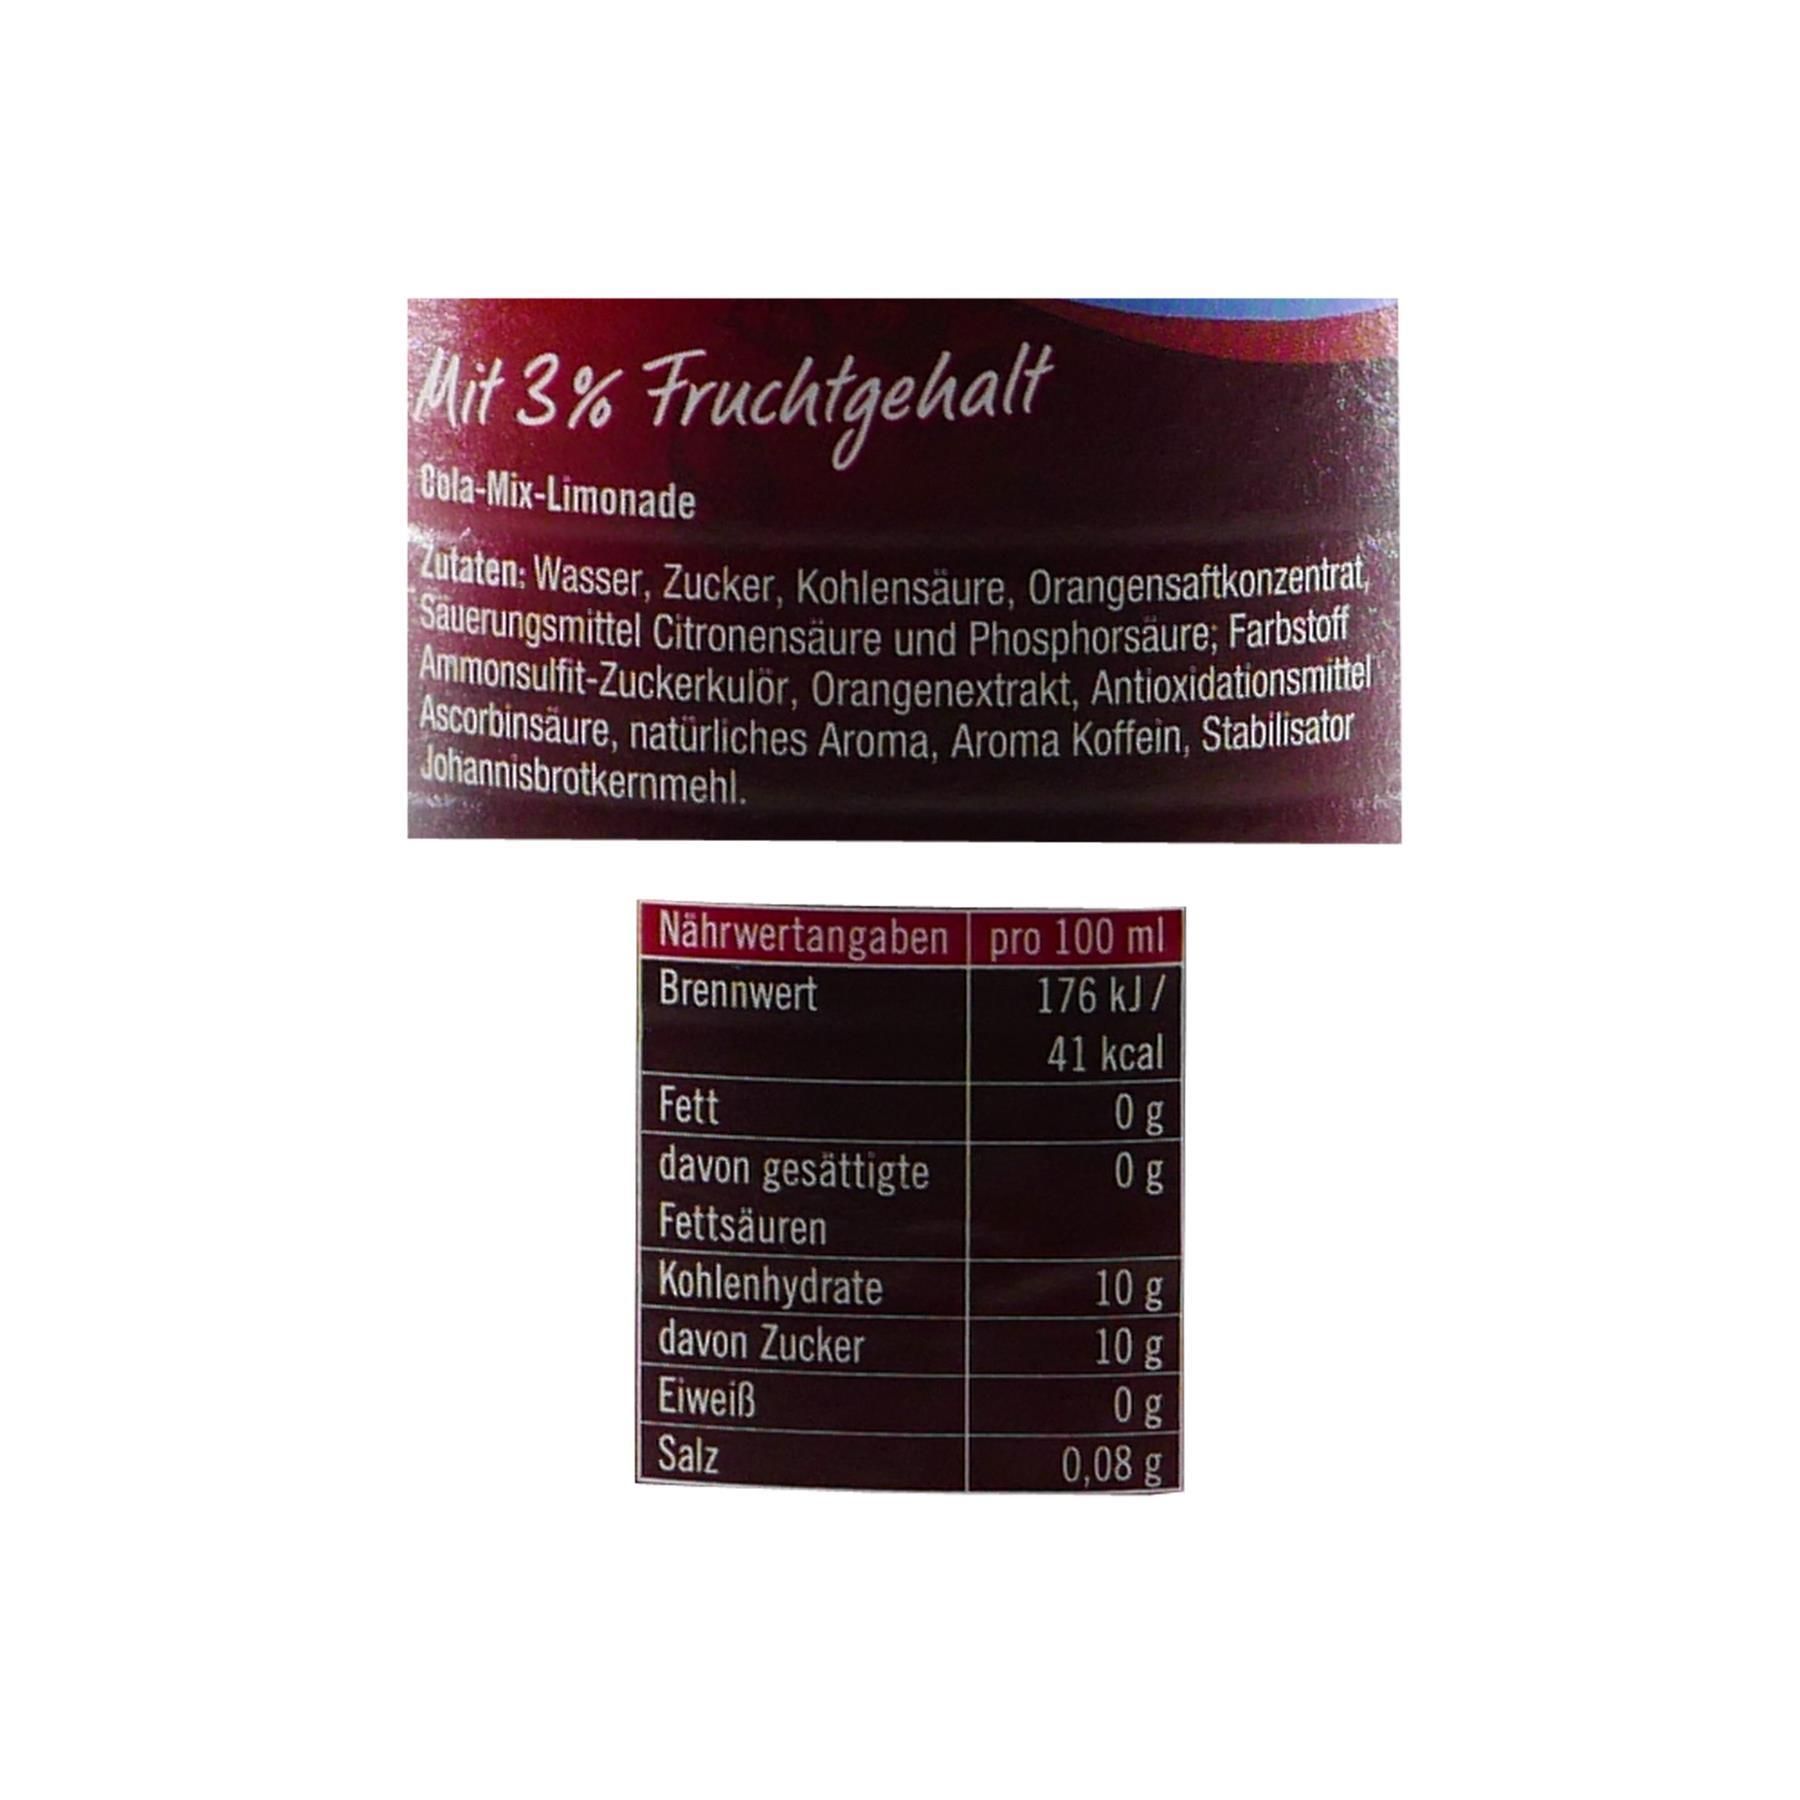 Mit 3% Fruchtgehalt
Cola-Mix-Limonade
Zutaten: Wasser, Zucker, Kohlensäure, Orangensaftkonzentrat,
Säuerungsmittel Citronensäure und Phosphorsäure; Farbstoff
Ammonsulfit-Zuckerkulör, Orangenextrakt, Antioxidationsmittel
Ascorbinsäure, natürliches Aroma, Aroma Koffein, Stabilisator
Johannisbrotkernmehl.
Nährwertangaben pro 100 ml
Brennwert 176 kJ /
41 kcal
Fett 0 g
davon gesättigte 0 g
Fettsäuren
Kohlenhydrate 10 g
davon Zucker 10 g
Eiweiß 0 g
Salz 0,08 g